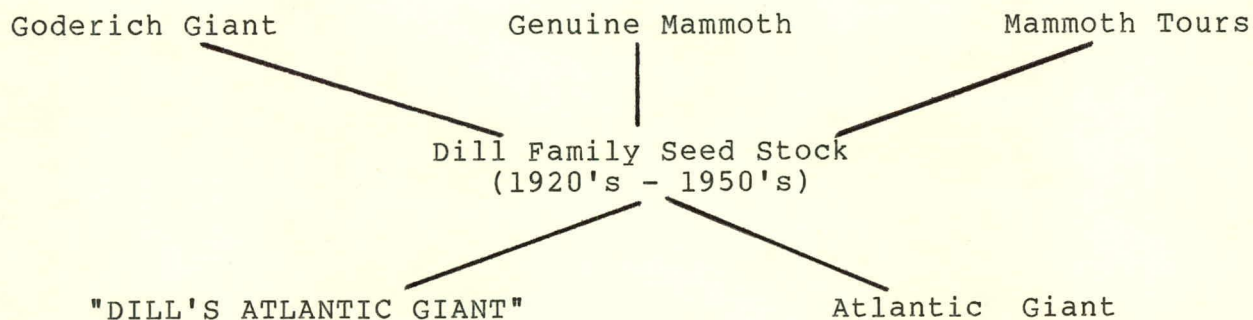 Goderich Giant Genuine Mammoth Mammoth Tours
Dill Family Seed Stock
(1920's - 1950's)
"DILL'S ATLANTIC GIANT" Atlantic Giant